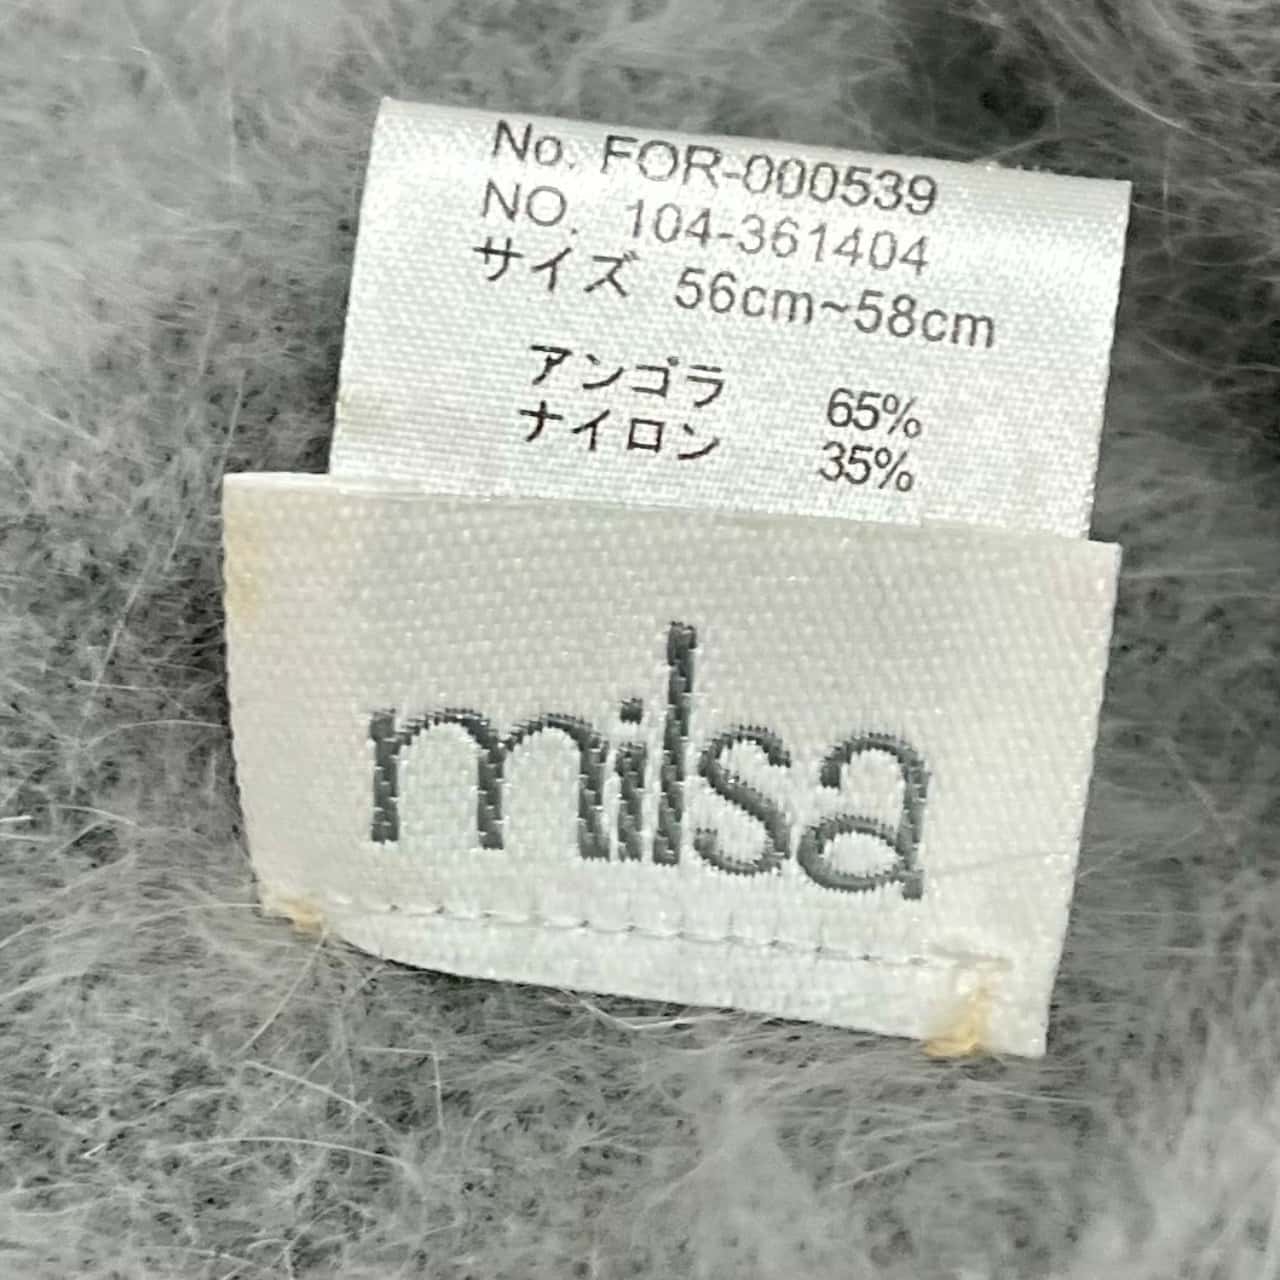 No. FOR-000539
NO. 104-361404
サイズ 56cm~58cm
アンゴラ 65%
ナイロン 35%
milsa